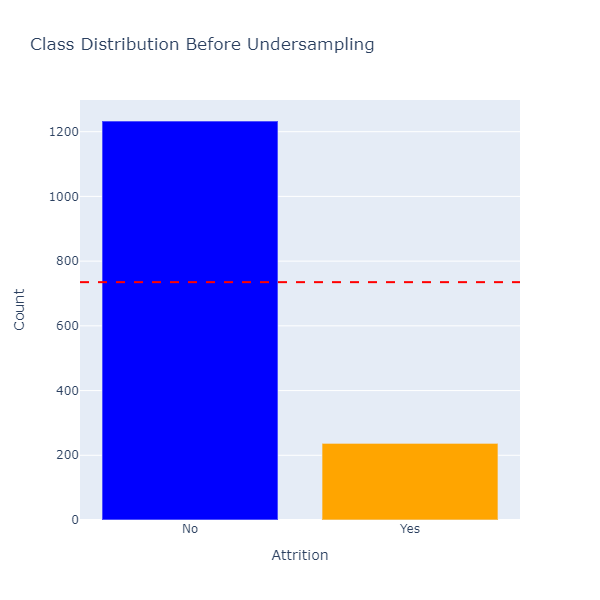 Class Distribution Before Undersampling
1200
1000
800
600
400
200
0
Count
No
Yes
Attrition